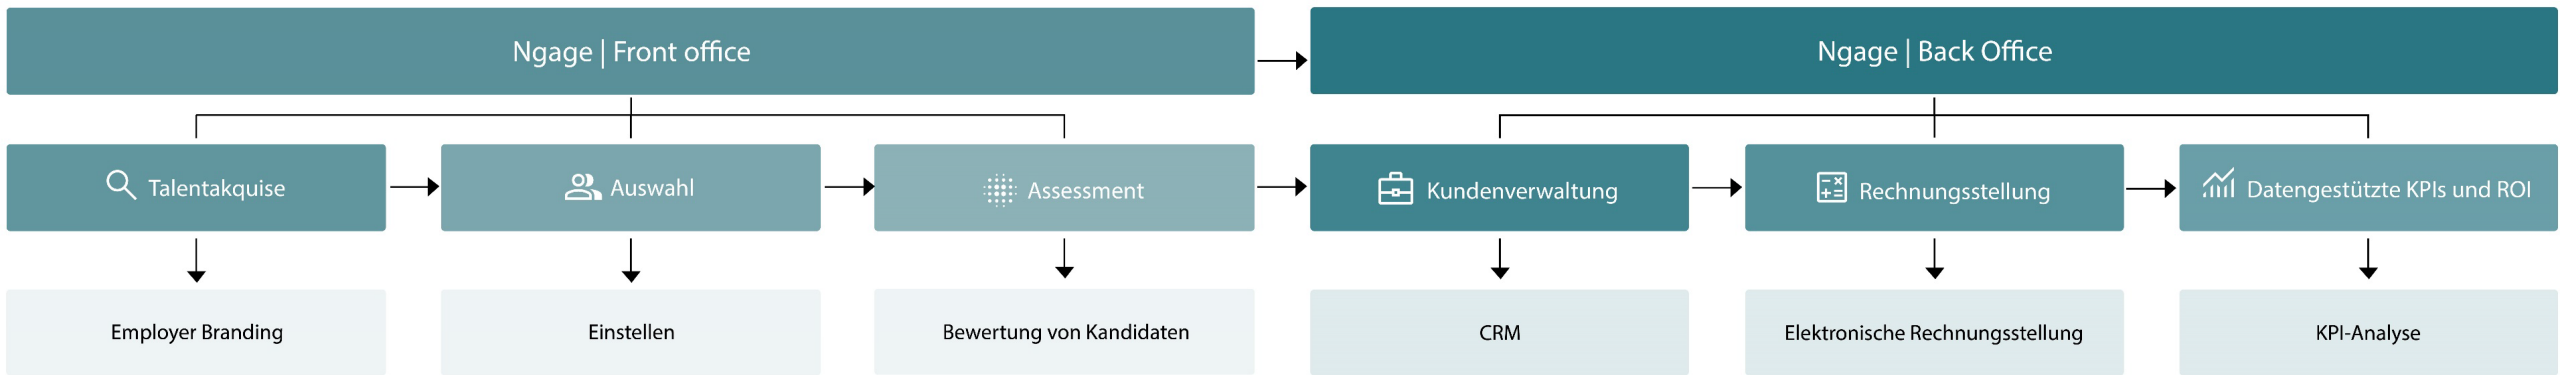 Ngage | Front office
Ngage | Back Office
Talentakquise
Auswahl
Assessment
Kundenverwaltung
Rechnungsstellung
Datengestützte KPIs und ROI
Employer Branding
Einstellen
Bewertung von Kandidaten
CRM
Elektronische Rechnungsstellung
KPI-Analyse